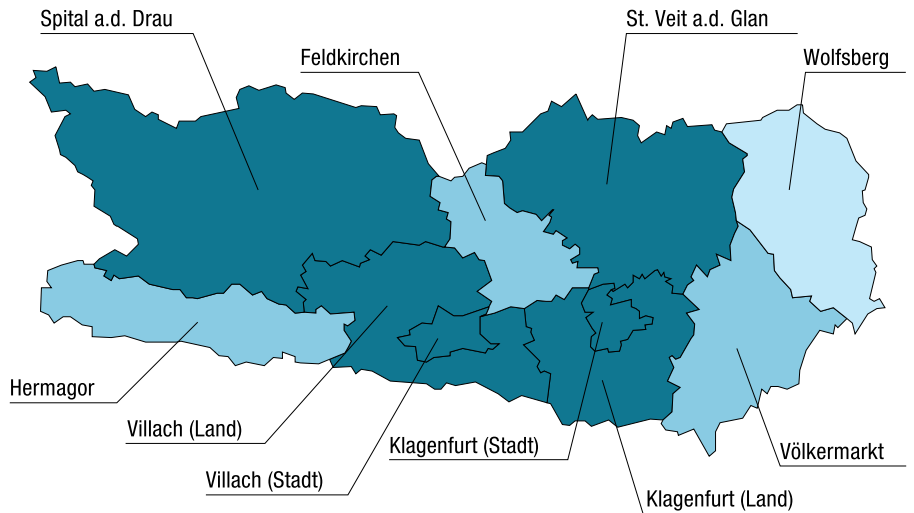 Spital a.d. Drau
St. Veit a.d. Glan
Feldkirchen
Wolfsberg
Hermagor
Villach (Land)
Klagenfurt (Stadt)
Völkermarkt
Villach (Stadt)
Klagenfurt (Land)